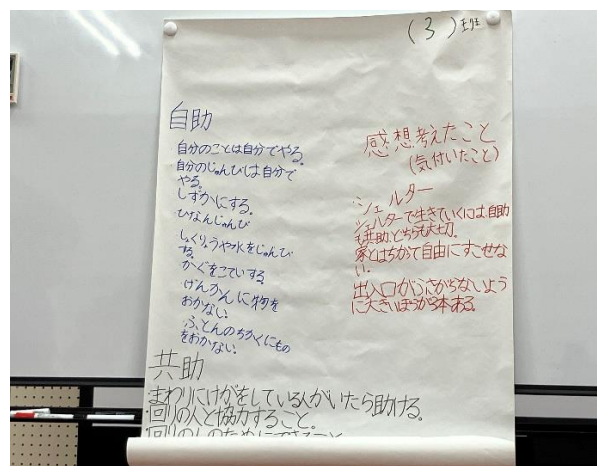 (3)班
自助
自分のことは自分でやる。
自分のじゅんびは自分で
やる。
しずかにする。
ひなんじゅんび
しょくりょうや水をじゅんび
する。
かぐをこていする
げんかんに物を
おかない。
ふとんのちかくにもの
をおかない。
共助
まわりにけがをしている人がいたら助ける。
回りの人と協力すること。
感想考えたこと
(気付いたこと)
シェルター
シェルターで生きていくには、自助
も共助、どちらも大切。
家とはちがて自由にすごせな
い。
出入口がふさがらないよう
に大きいぼうが3本ある。